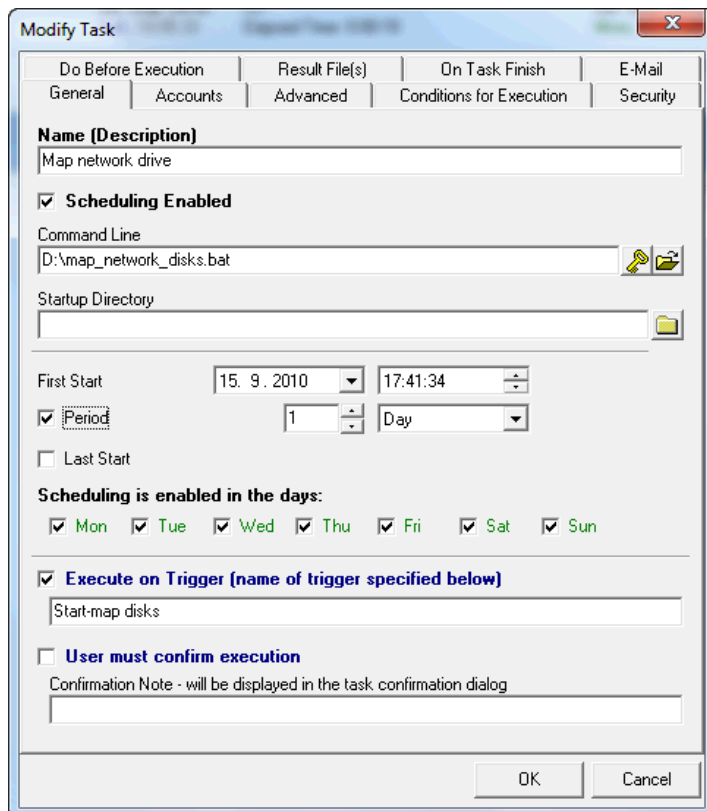 Modify Task
Do Before Execution Result File(s) On Task Finish E-Mail
General Accounts Advanced Conditions for Execution Security
Name (Description)
Map network drive
Scheduling Enabled
Command Line
D:\map_network_disks.bat
Startup Directory
First Start 15. 9 . 2010 17:41:34
Period 1 Day
Last Start
Scheduling is enabled in the days:
Mon Tue Wed Thu Fri Sat Sun
Execute on Trigger (name of trigger specified below)
Start-map disks
User must confirm execution
Confirmation Note - will be displayed in the task confirmation dialog
OK Cancel